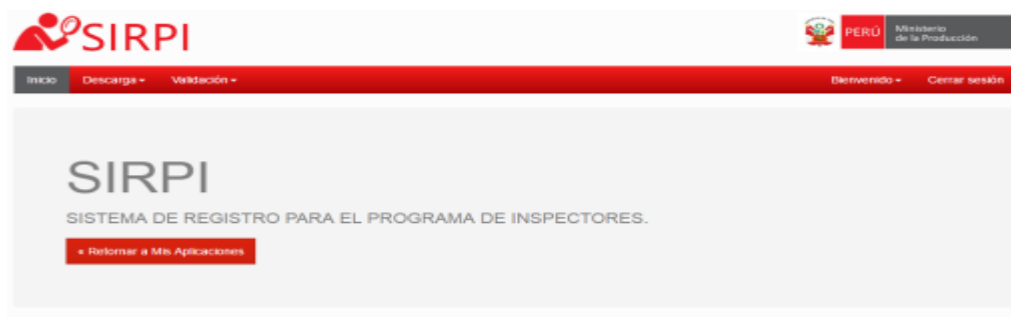 SIRPI
PERÚ
Ministerio
de la Producción
Inicio Descarga Validación Bienvenido Cerrar sesión
SIRPI
SISTEMA DE REGISTRO PARA EL PROGRAMA DE INSPECTORES.
« Retornar a Mis Aplicaciones